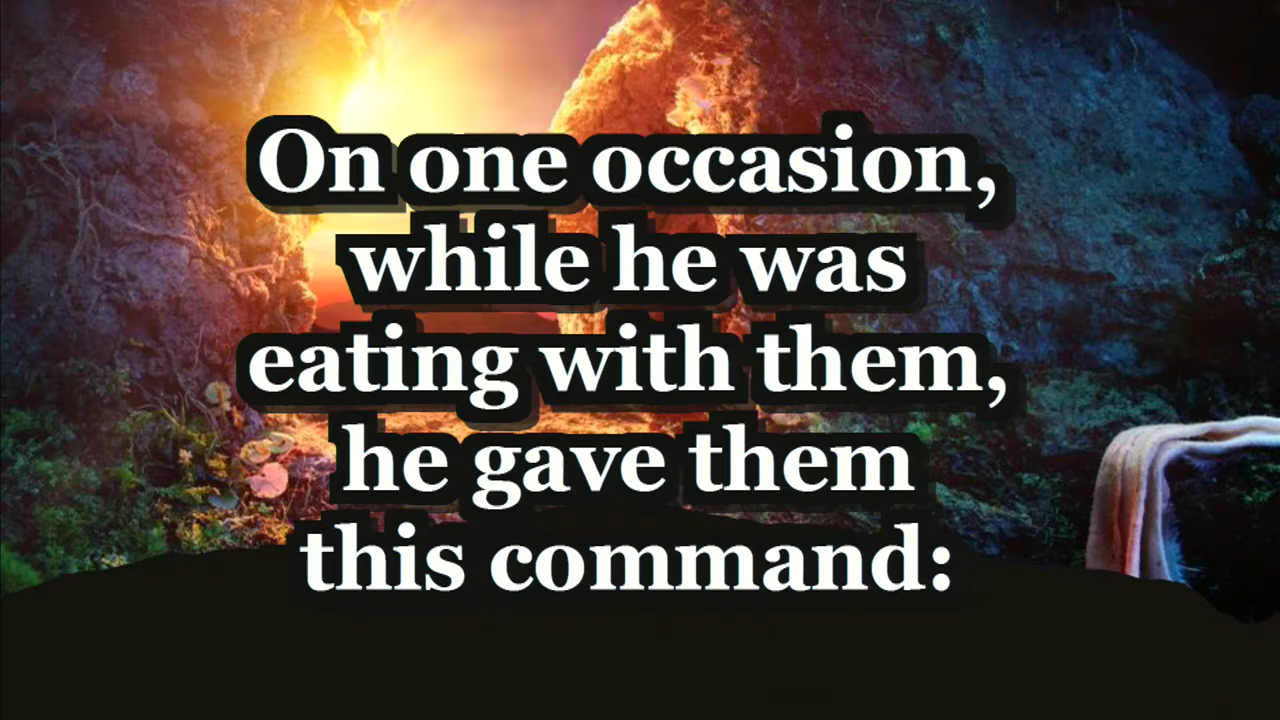 On one occasion,
while he was
eating with them,
he gave them
this command: